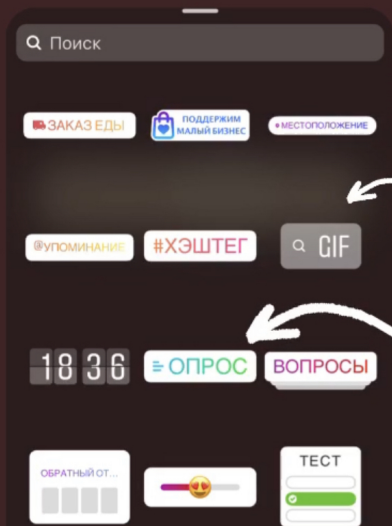 Поиск
ЗАКАЗ ЕДЫ
ПОДДЕРЖИМ
МАЛЫЙ БИЗНЕС
МЕСТОПОЛОЖЕНИЕ
@УПОМИНАНИЕ
#ХЭШТЕГ
GIF
18 36
ОПРОС
ВОПРОСЫ
ОБРАТНЫЙ ОТ...
ТЕСТ